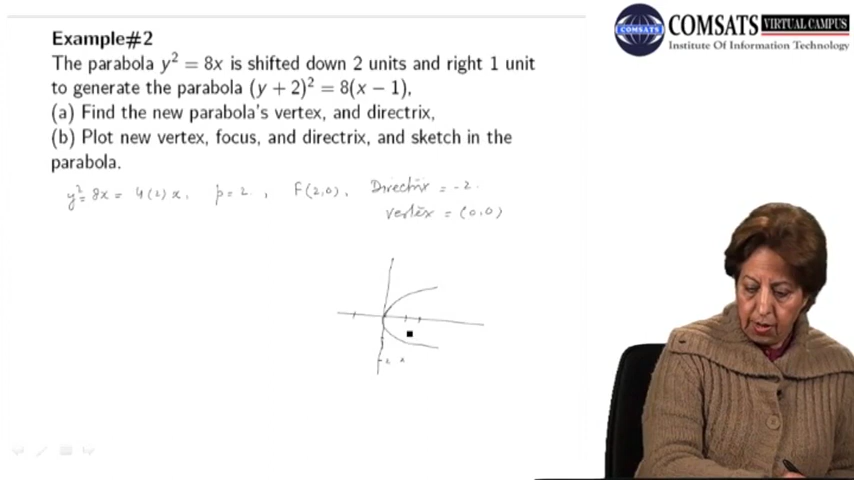 COMSATS VIRTUAL CAMPUS
Institute Of Information Technology
COMSATS
Example#2
The parabola y² = 8x is shifted down 2 units and right 1 unit
to generate the parabola (y + 2)² = 8(x − 1),
(a) Find the new parabola's vertex, and directrix,
(b) Plot new vertex, focus, and directrix, and sketch in the
parabola.
y² = 8x = 4(2)x, p = 2, F(2,0), Directrix = -2.
vertex = (0,0)